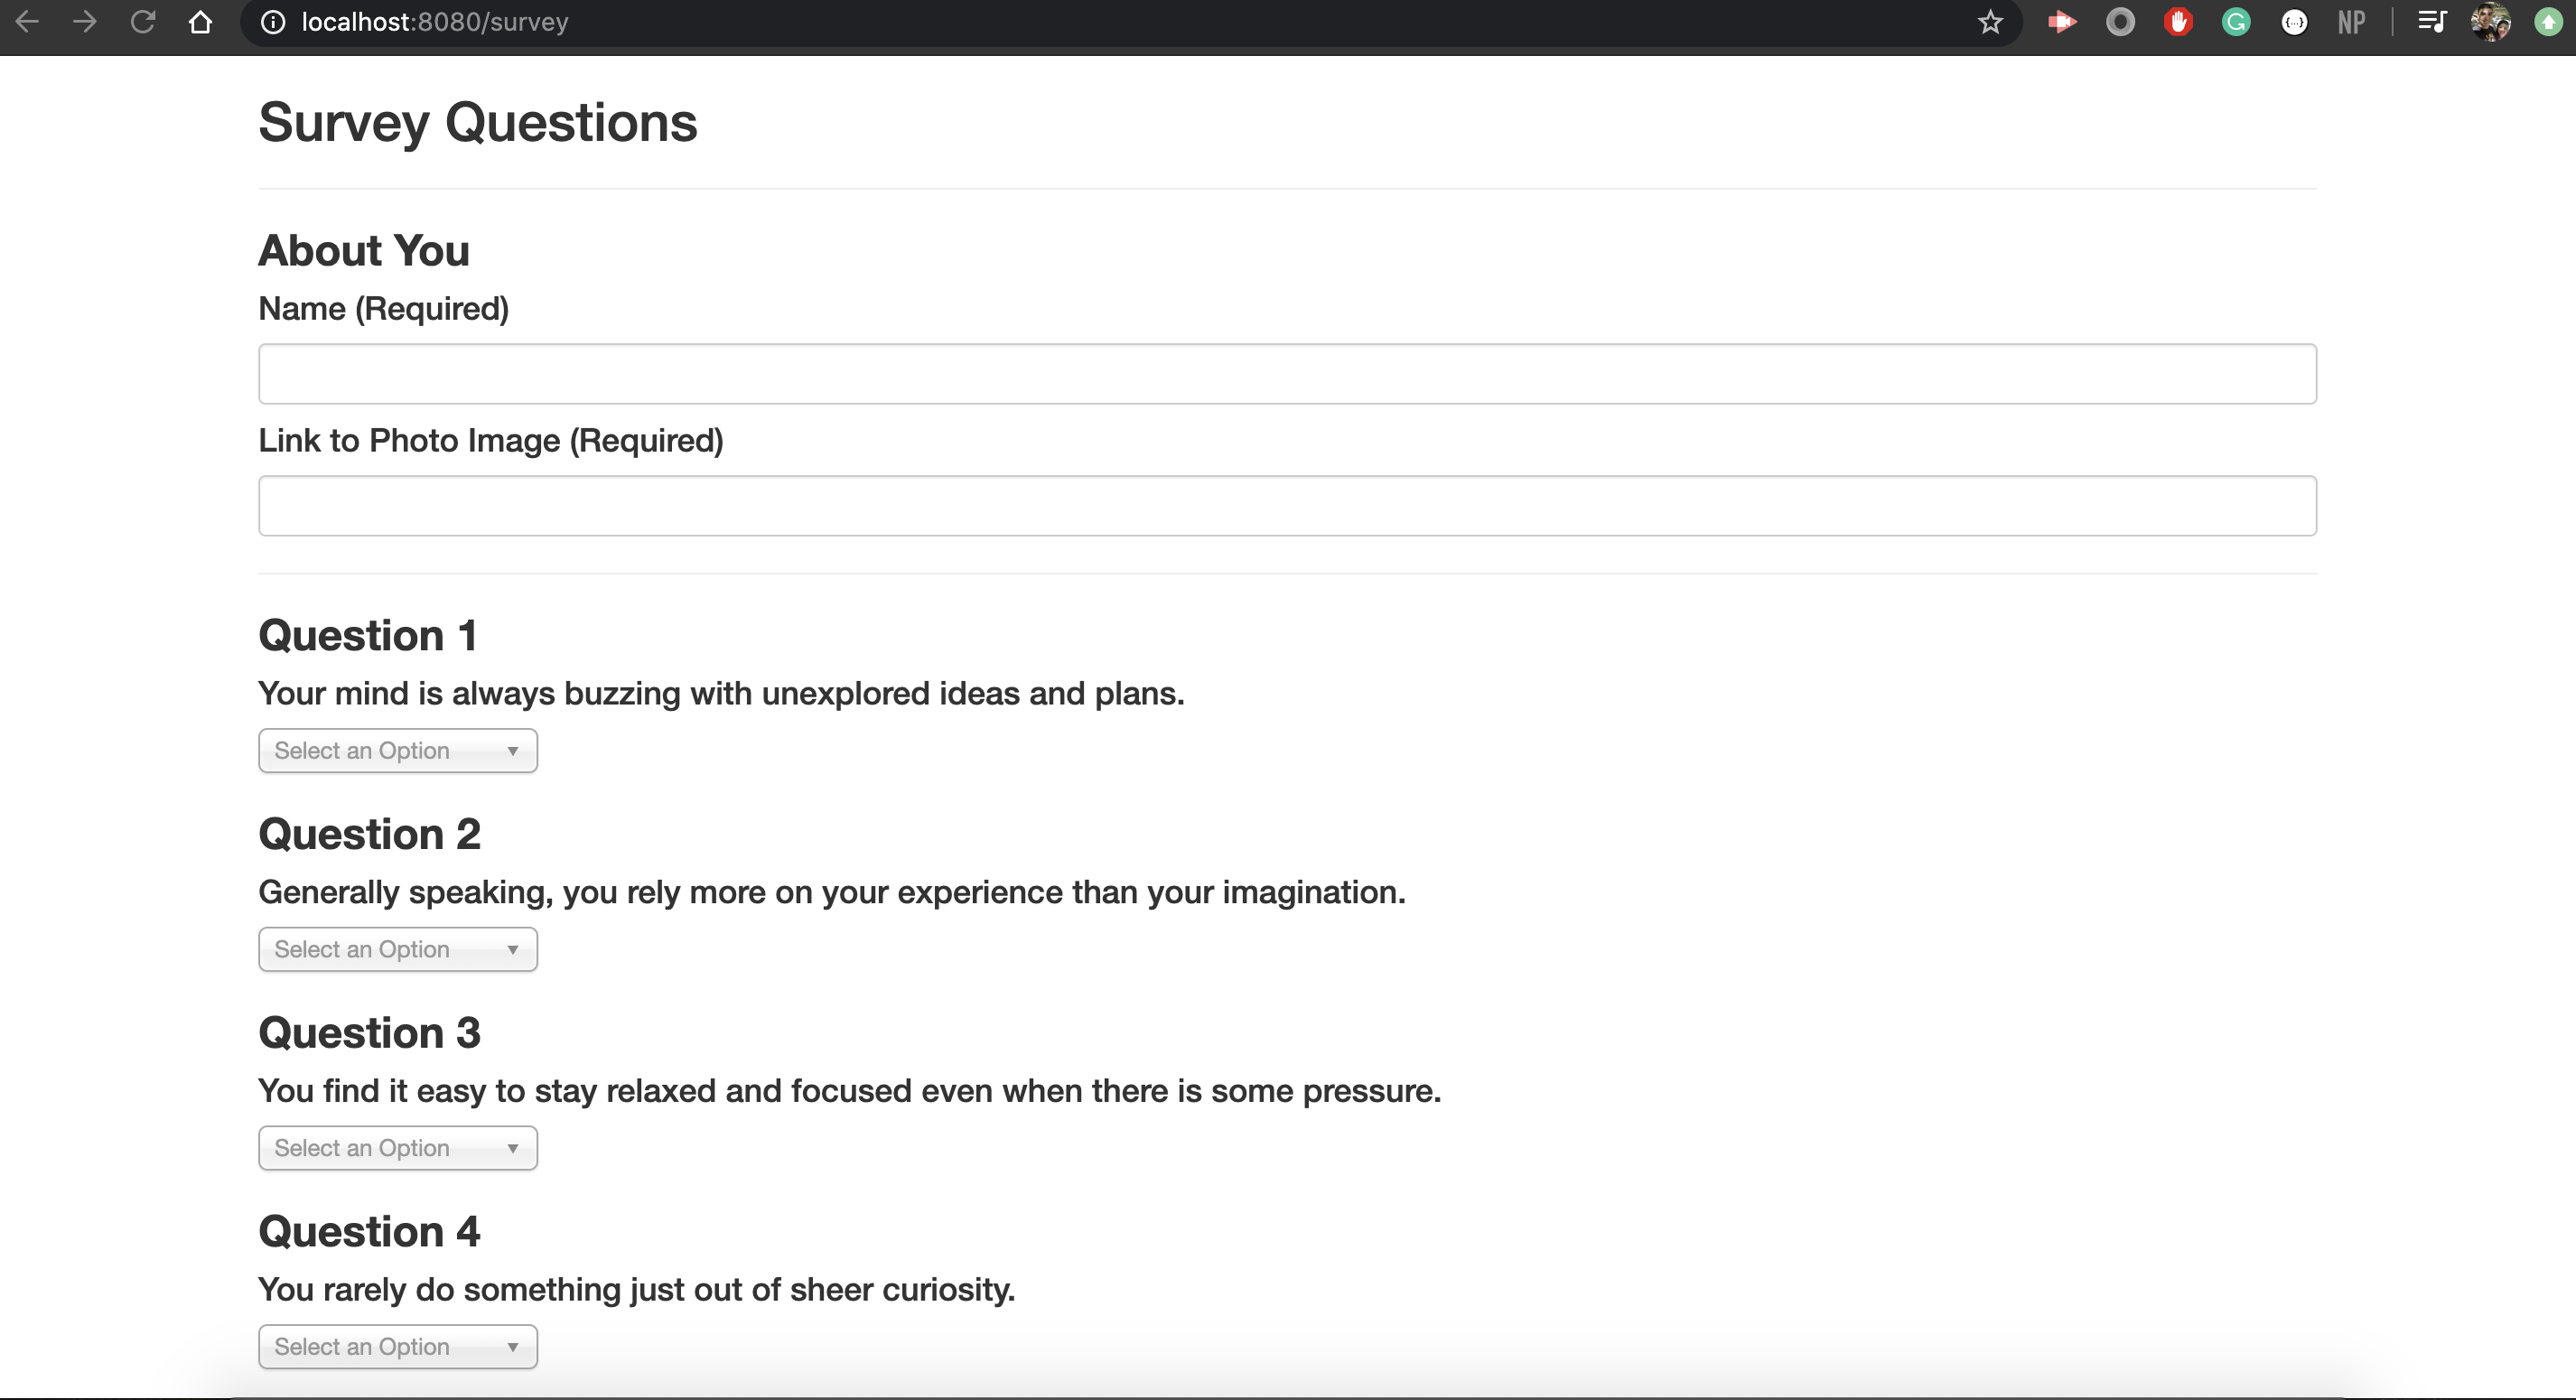 localhost:8080/survey
NP
Survey Questions
About You
Name (Required)
Link to Photo Image (Required)
Question 1
Your mind is always buzzing with unexplored ideas and plans.
Select an Option
Question 2
Generally speaking, you rely more on your experience than your imagination.
Select an Option
Question 3
You find it easy to stay relaxed and focused even when there is some pressure.
Select an Option
Question 4
You rarely do something just out of sheer curiosity.
Select an Option